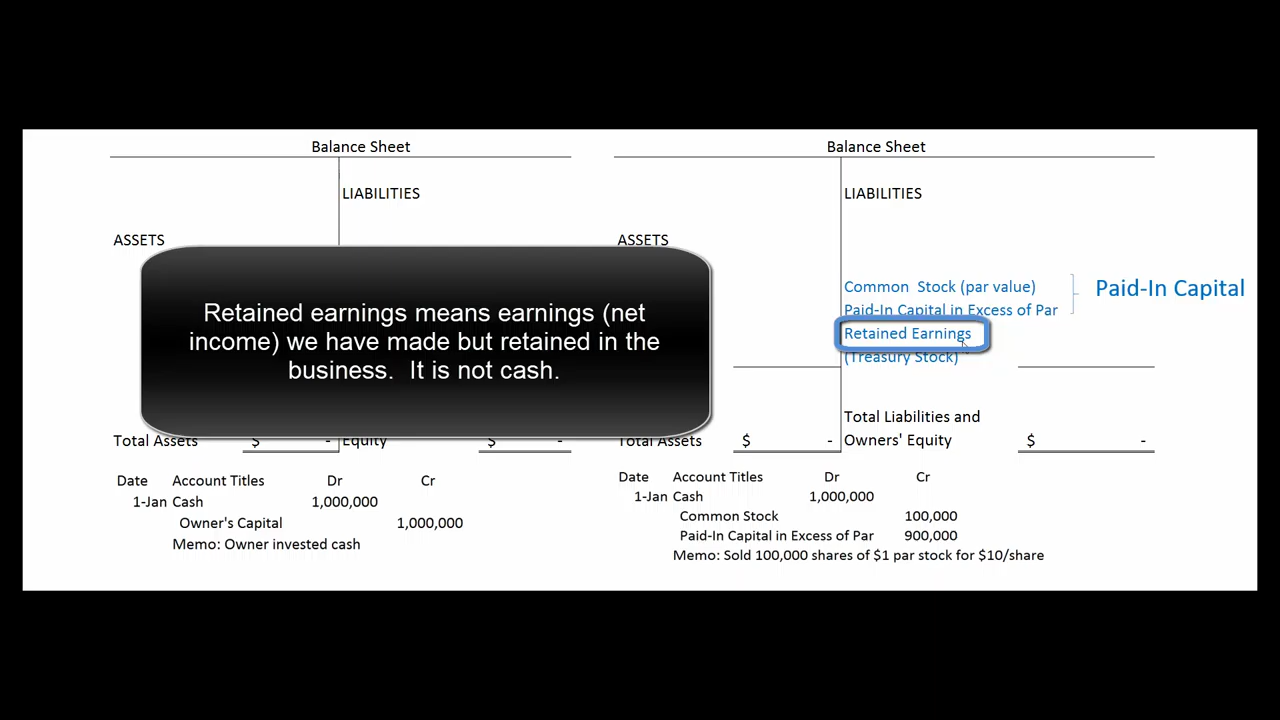 Balance Sheet
LIABILITIES
ASSETS
Retained earnings means earnings (net
income) we have made but retained in the
business. It is not cash.
Total Assets $ - Equity $ -
Date Account Titles Dr Cr
1-Jan Cash 1,000,000
Owner's Capital 1,000,000
Memo: Owner invested cash
Balance Sheet
LIABILITIES
ASSETS
Common Stock (par value)
Paid-In Capital in Excess of Par
Paid-In Capital
Retained Earnings
(Treasury Stock)
Total Liabilities and
Total Assets $ - Owners' Equity $ -
Date Account Titles Dr Cr
1-Jan Cash 1,000,000
Common Stock 100,000
Paid-In Capital in Excess of Par 900,000
Memo: Sold 100,000 shares of $1 par stock for $10/share